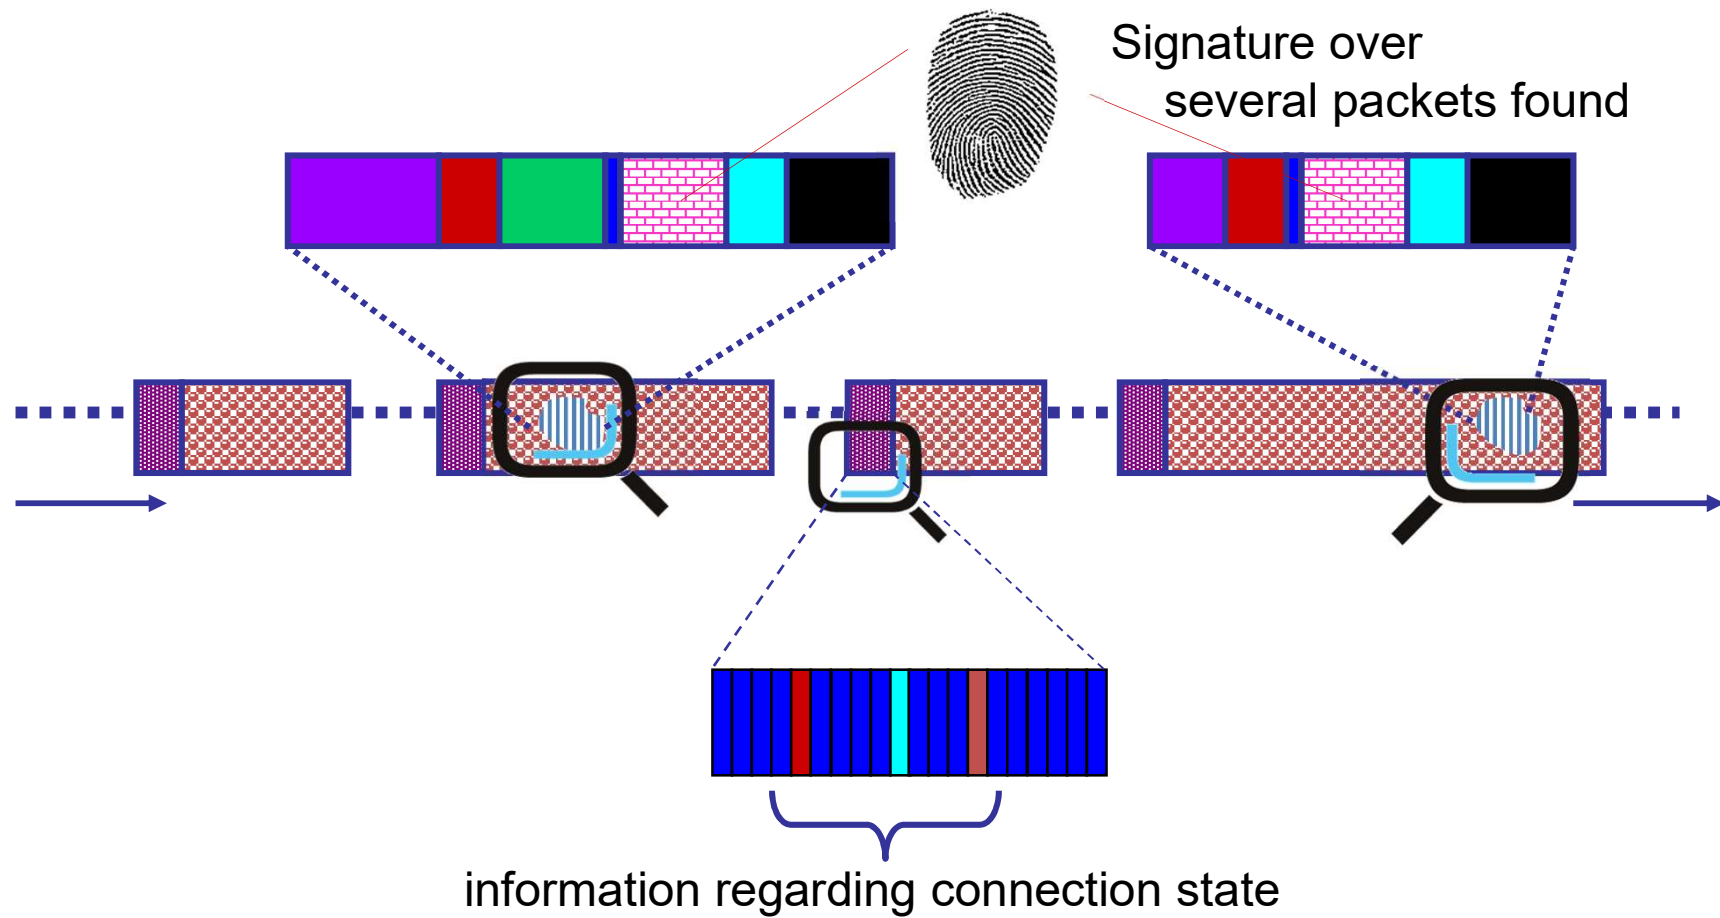 Signature over
several packets found
information regarding connection state